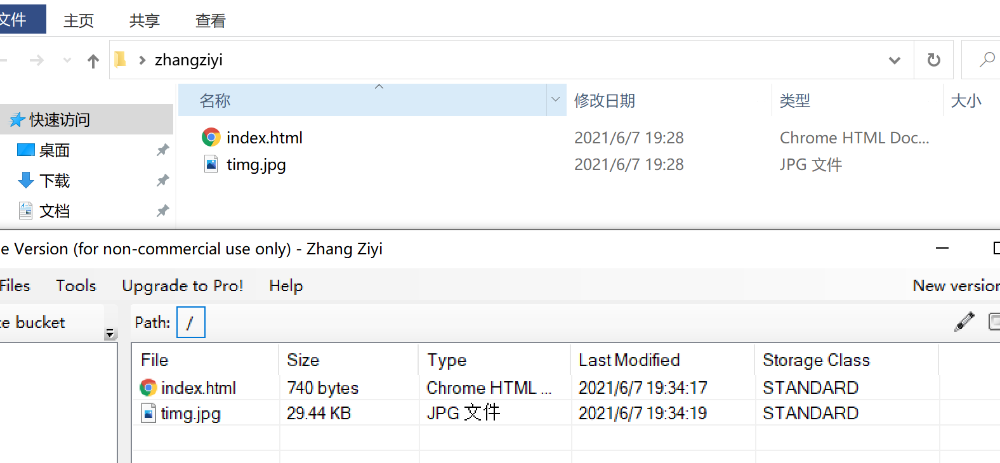 文件 主页 共享 查看
zhangziyi
名称 修改日期 类型 大小
快速访问
index.html 2021/6/7 19:28 Chrome HTML Doc...
桌面
timg.jpg 2021/6/7 19:28 JPG 文件
下载
文档
e Version (for non-commercial use only) - Zhang Ziyi
Files Tools Upgrade to Pro! Help New version
te bucket Path: /
File Size Type Last Modified Storage Class
index.html 740 bytes Chrome HTML ... 2021/6/7 19:34:17 STANDARD
timg.jpg 29.44 KB JPG 文件 2021/6/7 19:34:19 STANDARD